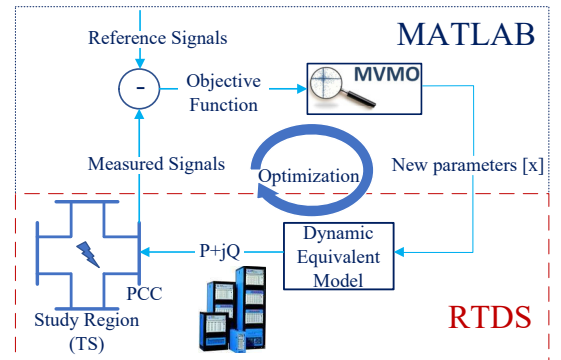 Reference Signals
MATLAB
-
Objective
Function
MVMO
Measured Signals
Optimization
New parameters [x]
P+jQ
Dynamic
Equivalent
Model
PCC
Study Region
(TS)
RTDS